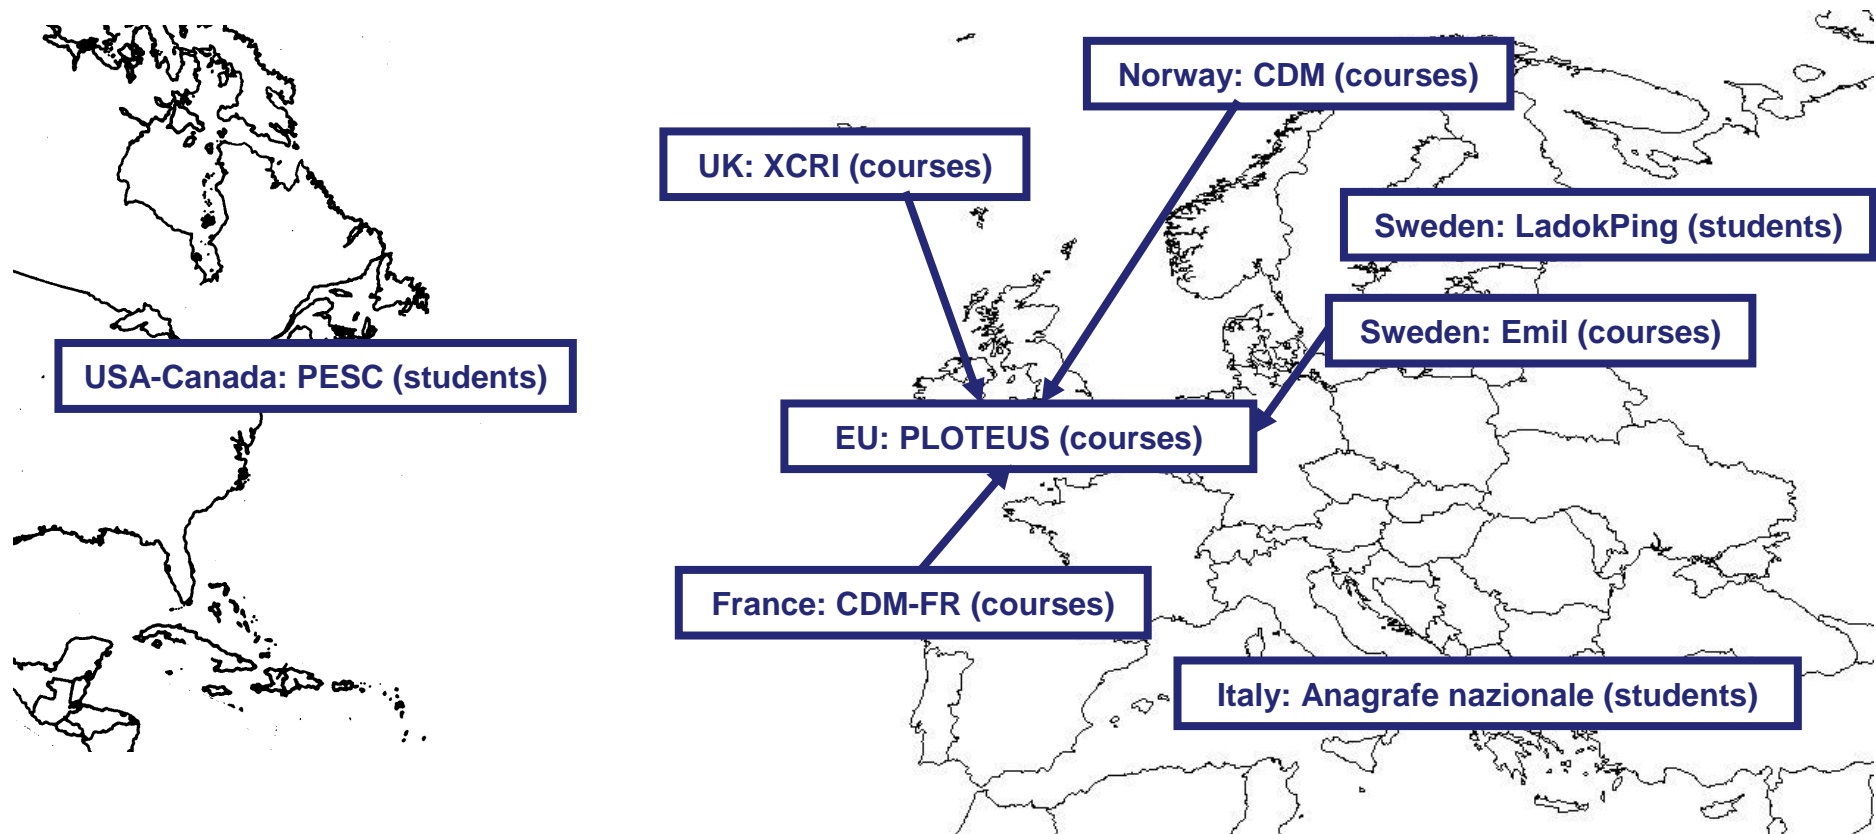 Norway: CDM (courses)
UK: XCRI (courses)
Sweden: LadokPing (students)
Sweden: Emil (courses)
USA-Canada: PESC (students)
EU: PLOTEUS (courses)
France: CDM-FR (courses)
Italy: Anagrafe nazionale (students)